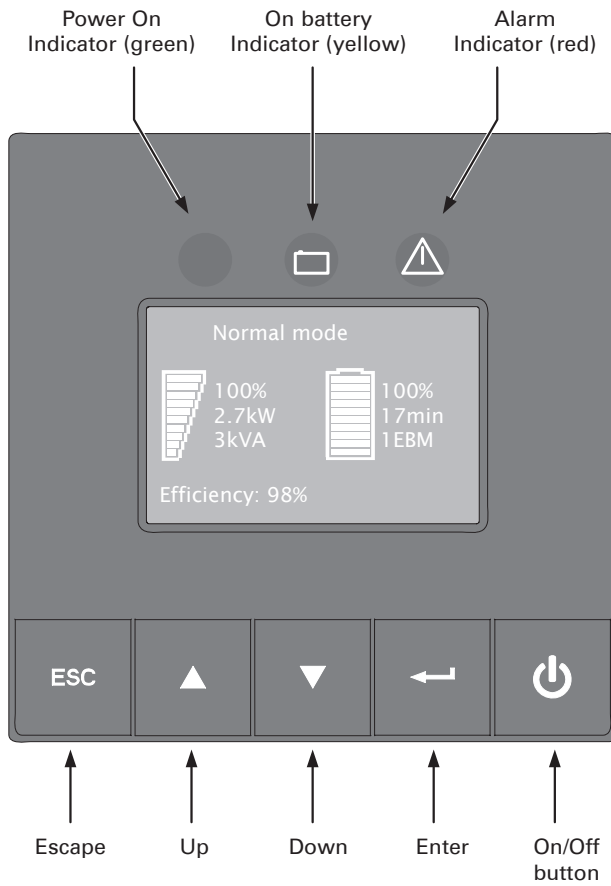 Power On
Indicator (green)
On battery
Indicator (yellow)
Alarm
Indicator (red)
Normal mode
100%
2.7kW
3kVA
100%
17min
1EBM
Efficiency: 98%
ESC
Escape
Up
Down
Enter
On/Off
button